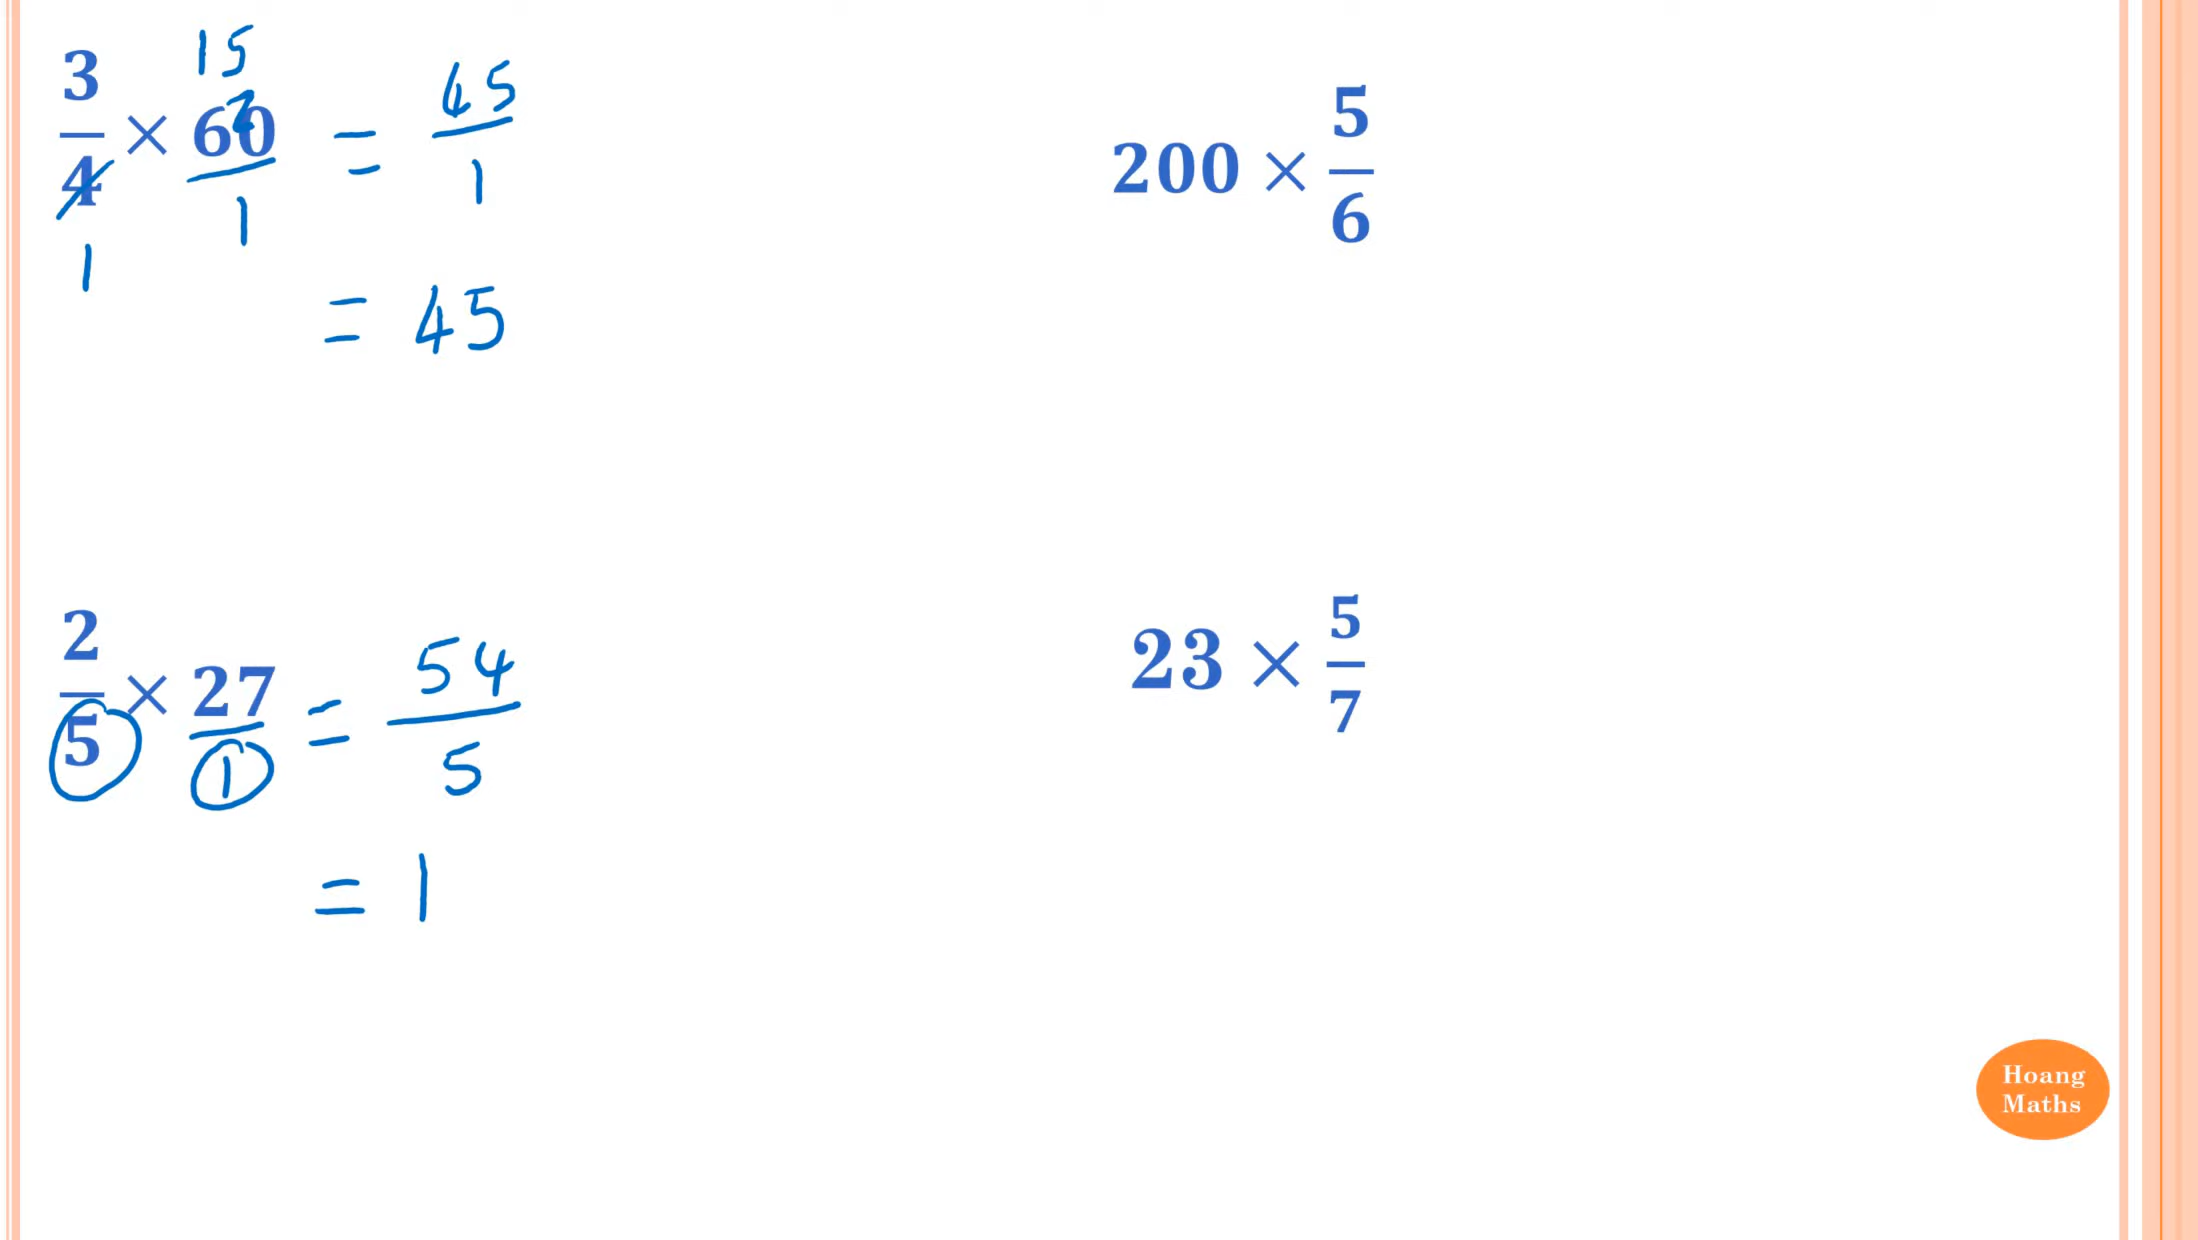 3/4 × 60/1 = 45/1
15
1
= 45
200 × 5/6
2/5 × 27/1 = 54/5
= 1
23 × 5/7
Hoang
Maths